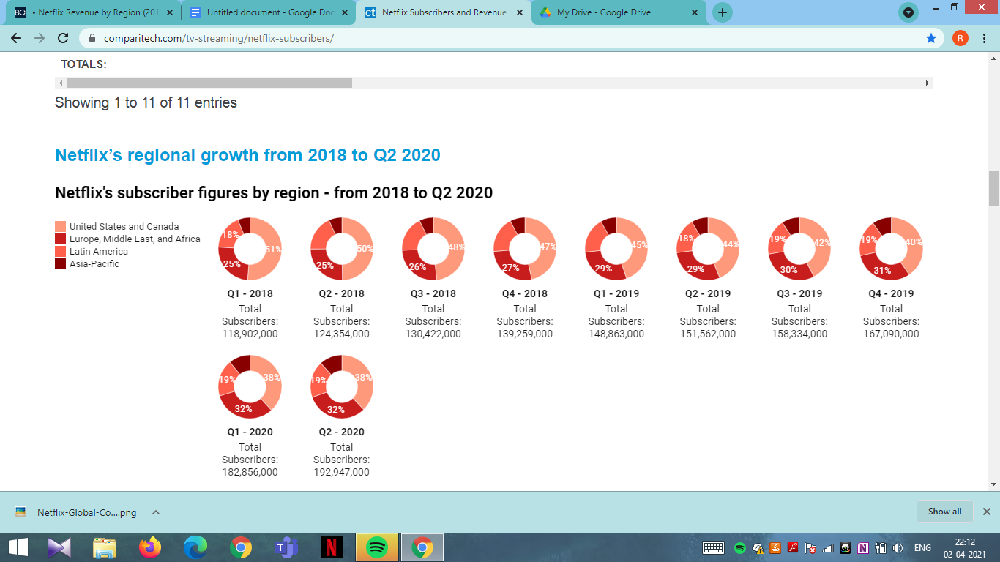 • Netflix Revenue by Region (201
Untitled document - Google Doc
Netflix Subscribers and Revenue
My Drive - Google Drive
comparitech.com/tv-streaming/netflix-subscribers/
R
TOTALS:
Showing 1 to 11 of 11 entries
Netflix’s regional growth from 2018 to Q2 2020
Netflix's subscriber figures by region - from 2018 to Q2 2020
United States and Canada
Europe, Middle East, and Africa
Latin America
Asia-Pacific
18%
51%
25%
Q1 - 2018
Total
Subscribers:
118,902,000
50%
25%
Q2 - 2018
Total
Subscribers:
124,354,000
48%
26%
Q3 - 2018
Total
Subscribers:
130,422,000
47%
27%
Q4 - 2018
Total
Subscribers:
139,259,000
45%
29%
Q1 - 2019
Total
Subscribers:
148,863,000
18%
44%
29%
Q2 - 2019
Total
Subscribers:
151,562,000
19%
42%
30%
Q3 - 2019
Total
Subscribers:
158,334,000
19%
40%
31%
Q4 - 2019
Total
Subscribers:
167,090,000
19%
38%
32%
Q1 - 2020
Total
Subscribers:
182,856,000
19%
38%
32%
Q2 - 2020
Total
Subscribers:
192,947,000
Netflix-Global-Co....png
Show all
ENG
22:12
02-04-2021